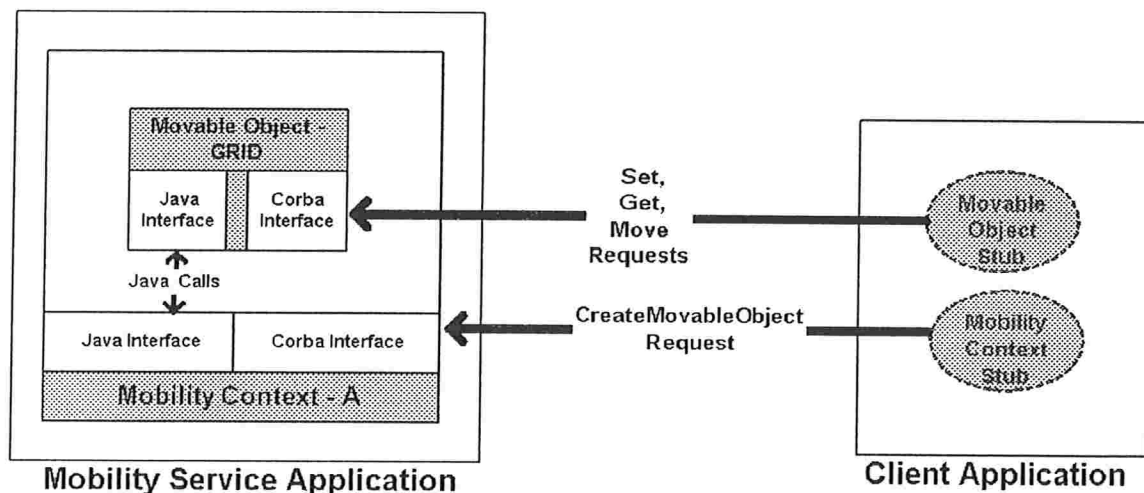 Movable Object -
GRID
Java
Interface
Corba
Interface
Java Calls
Java Interface
Corba Interface
Mobility Context - A
Mobility Service Application
Set,
Get,
Move
Requests
CreateMovableObject
Request
Movable
Object
Stub
Mobility
Context
Stub
Client Application